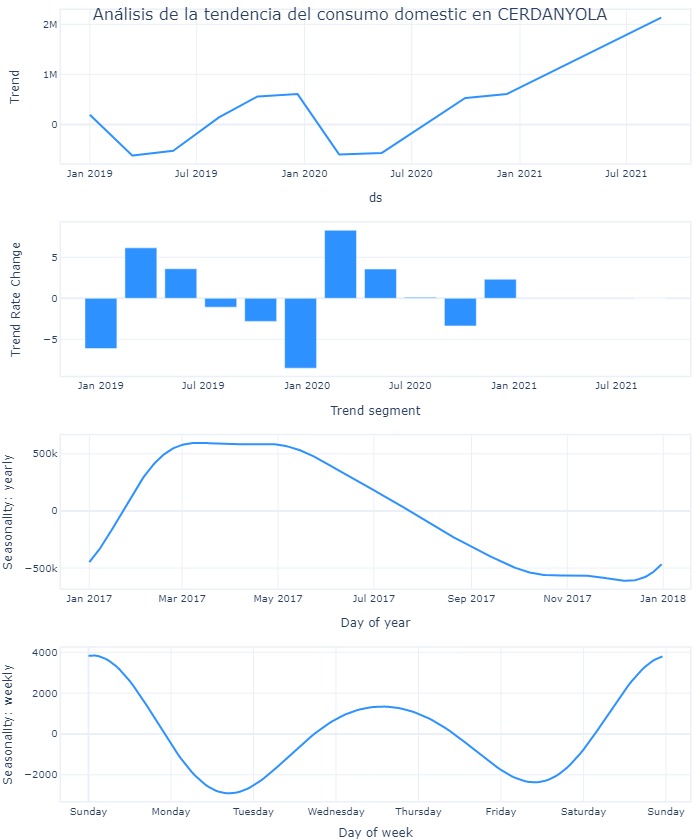 Análisis de la tendencia del consumo domestic en CERDANYOLA
2M
1M
0
Trend
Jan 2019 Jul 2019 Jan 2020 Jul 2020 Jan 2021 Jul 2021
ds
5
0
−5
Trend Rate Change
Jan 2019 Jul 2019 Jan 2020 Jul 2020 Jan 2021 Jul 2021
Trend segment
500k
0
−500k
Seasonality: yearly
Jan 2017 Mar 2017 May 2017 Jul 2017 Sep 2017 Nov 2017 Jan 2018
Day of year
4000
2000
0
−2000
Seasonality: weekly
Sunday Monday Tuesday Wednesday Thursday Friday Saturday Sunday
Day of week